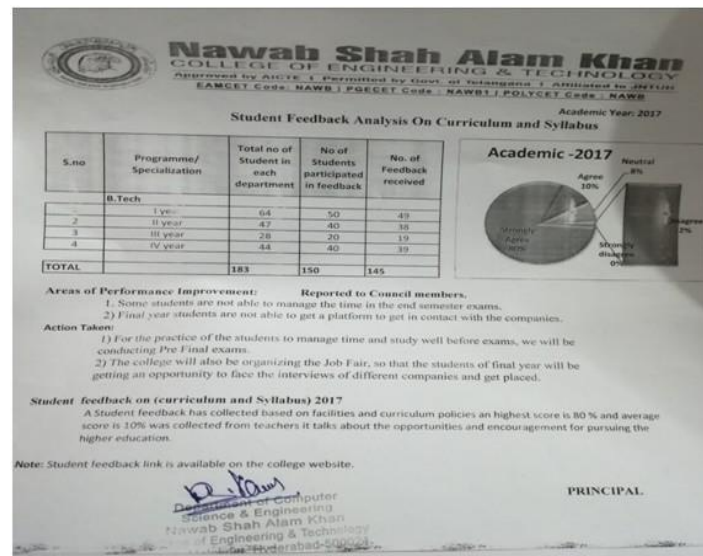 Nawab Shah Alam Khan
COLLEGE OF ENGINEERING & TECHNOLOGY
Approved by AICTE I Permitted by Govt. of Telangana I Affiliated to JNTUH
EAMCET Code: NAWB | PGECET Code : NAWB1 | POLYCET Code : NAWB
Academic Year: 2017
Student Feedback Analysis On Curriculum and Syllabus
S.no Programme/ Specialization Total no of Student in each department No of Students participated in feedback No. of Feedback received
B.Tech
I year 64 50 49
2 II year 47 40 38
3 III year 28 20 19
4 IV year 44 40 39
TOTAL 183 150 145
Academic -2017
Neutral
8%
Agree
10%
Strongly
Agree
80%
Disagree
2%
Strongly
disagree
0%
Areas of Performance Improvement: Reported to Council members.
1. Some students are not able to manage the time in the end semester exams.
2) Final year students are not able to get a platform to get in contact with the companies.
Action Taken:
1) For the practice of the students to manage time and study well before exams, we will be
conducting Pre Final exams.
2) The college will also be organizing the Job Fair, so that the students of final year will be
getting an opportunity to face the interviews of different companies and get placed.
Student feedback on (curriculum and Syllabus) 2017
A Student feedback has collected based on facilities and curriculum policies an highest score is 80 % and average
score is 10% was collected from teachers it talks about the opportunities and encouragement for pursuing the
higher education.
Note: Student feedback link is available on the college website.
PRINCIPAL
Department of Computer
Science & Engineering
Nawab Shah Alam Khan
of Engineering & Technology
Hyderabad-500024